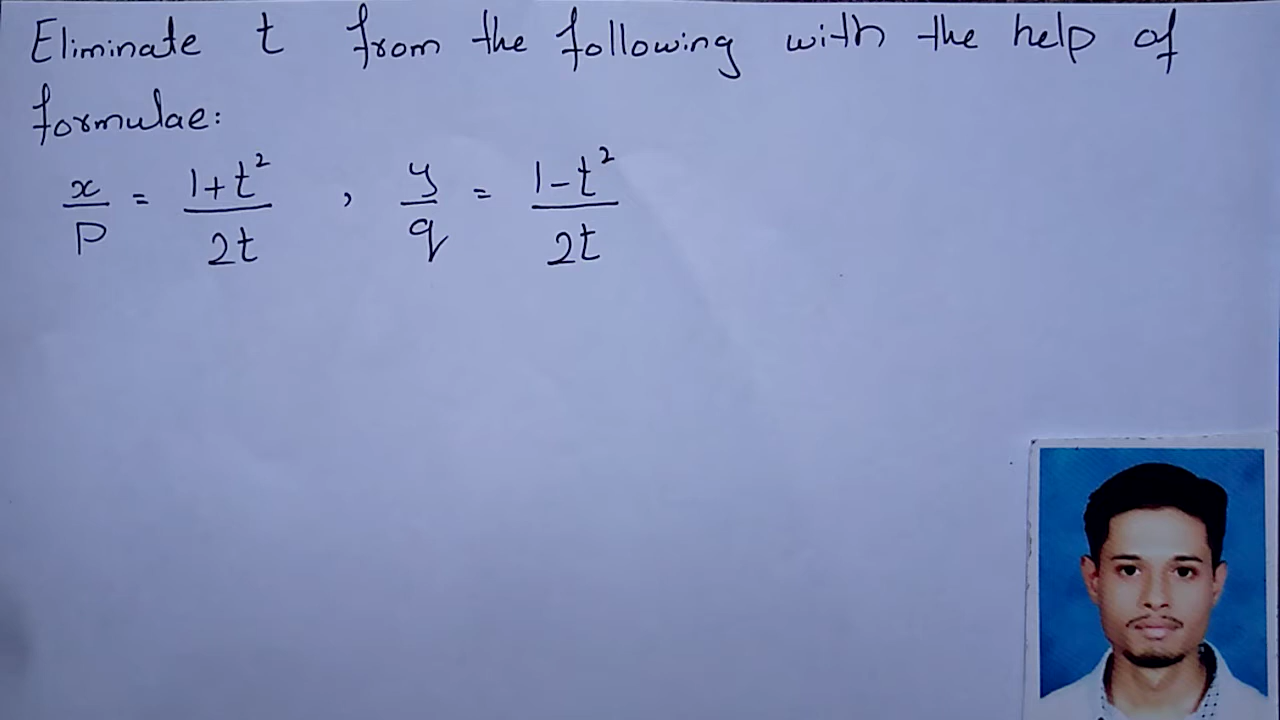 Eliminate t from the following with the help of
formulae:
x/p = 1+t²/2t , y/q = 1-t²/2t